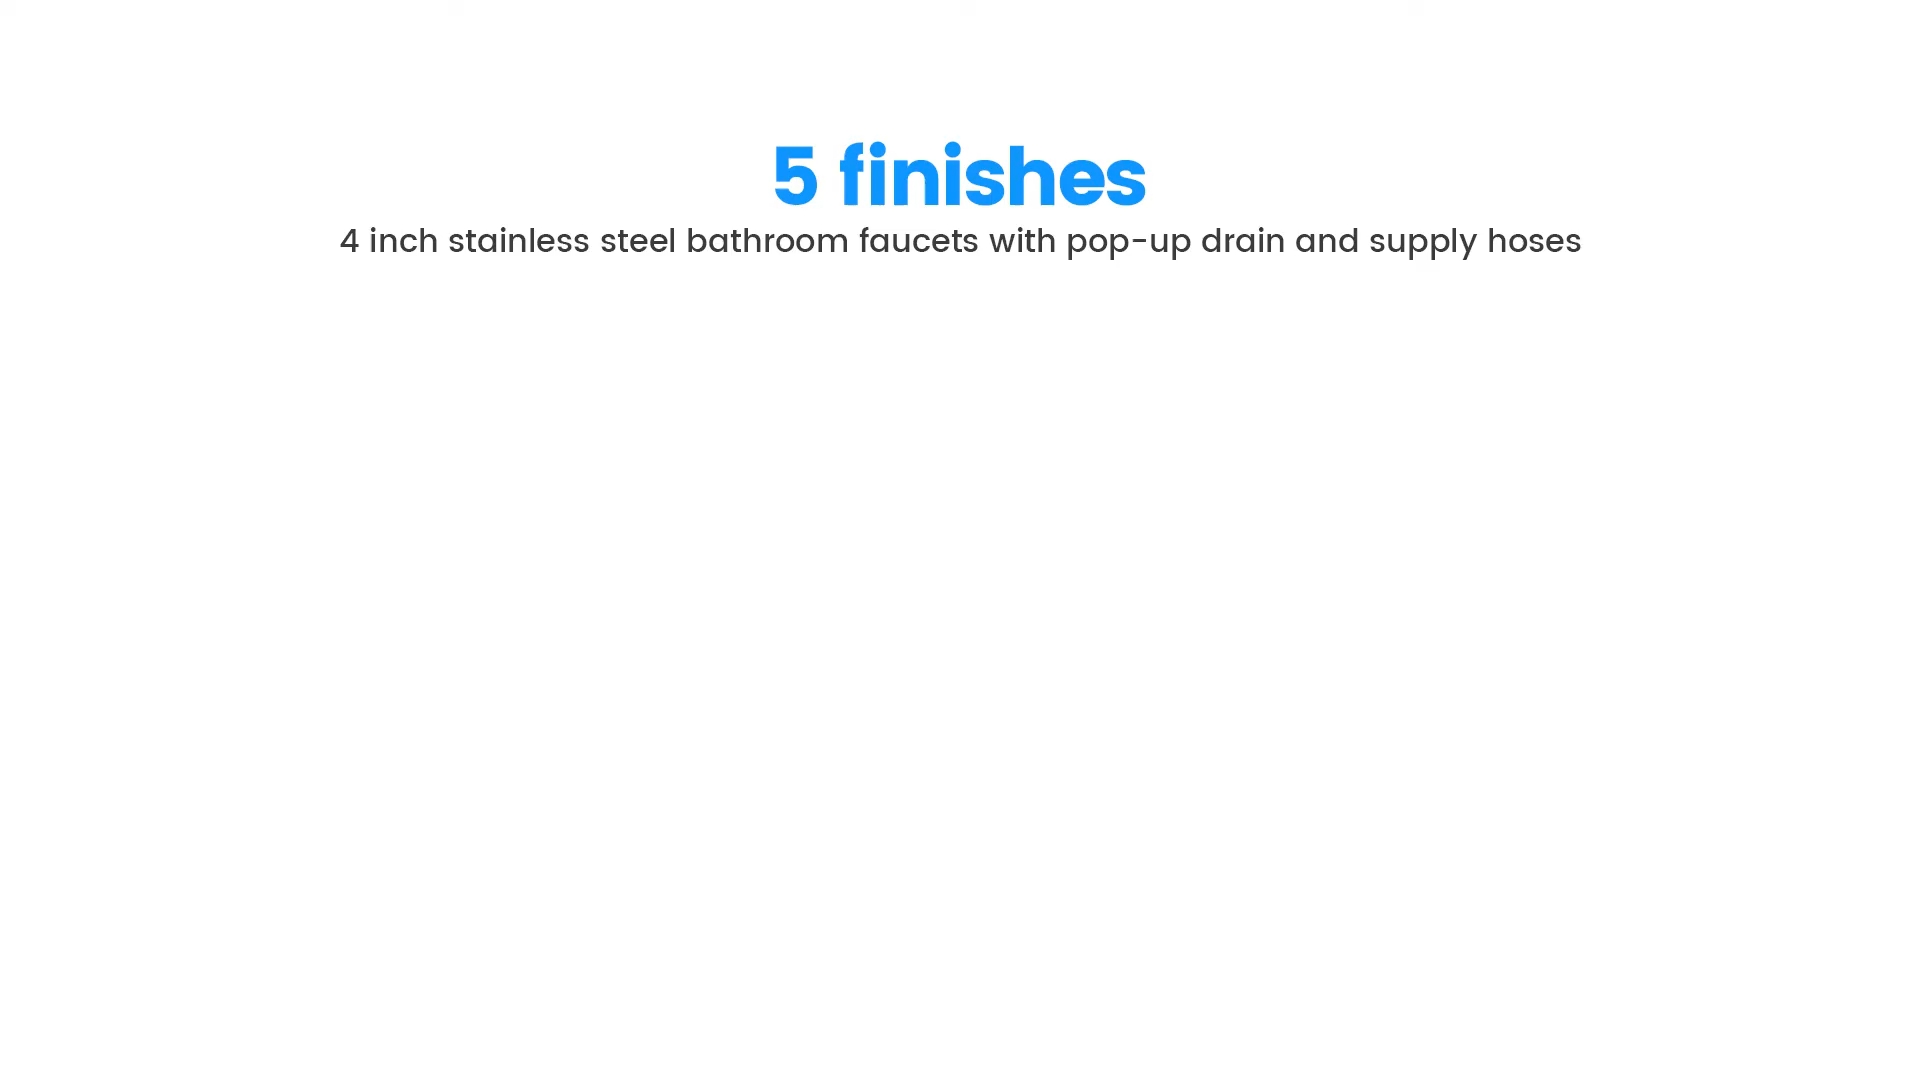 5 finishes
4 inch stainless steel bathroom faucets with pop-up drain and supply hoses